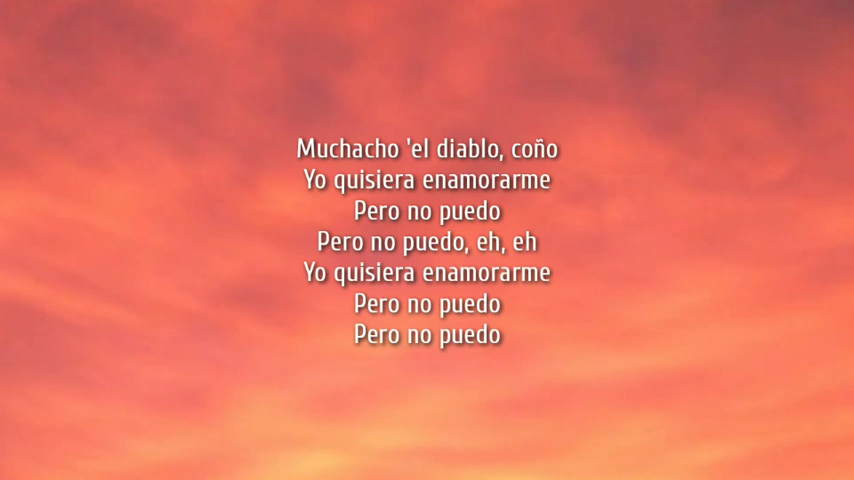 Muchacho 'el diablo, coño
Yo quisiera enamorarme
Pero no puedo
Pero no puedo, eh, eh
Yo quisiera enamorarme
Pero no puedo
Pero no puedo